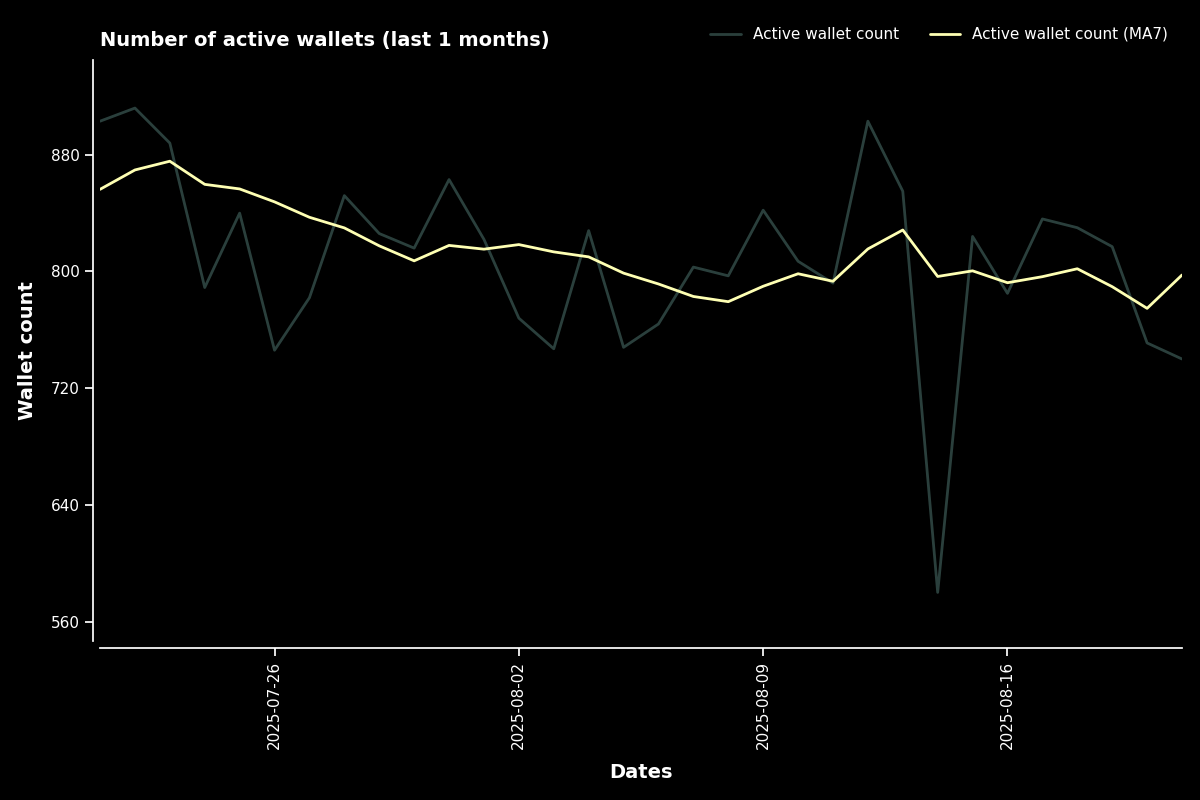 Number of active wallets (last 1 months)
Active wallet count
Active wallet count (MA7)
Wallet count
880
800
720
640
560
2025-07-26
2025-08-02
2025-08-09
2025-08-16
Dates